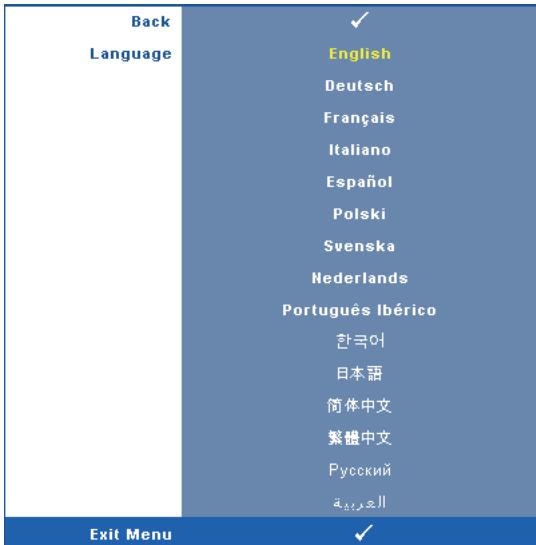 Back ✓
Language English
Deutsch
Français
Italiano
Español
Polski
Svenska
Nederlands
Português Ibérico
한국어
日本語
简体中文
繁體中文
Русский
العربية
Exit Menu ✓